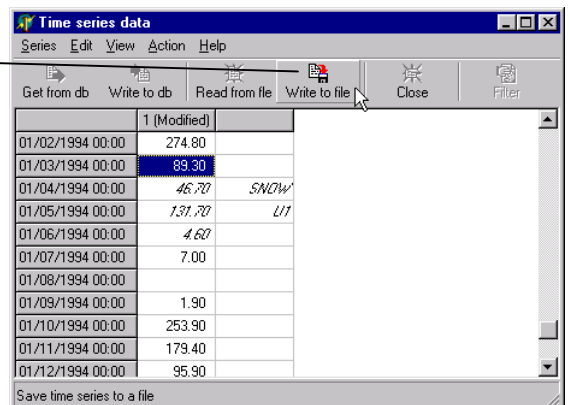 Time series data
Series Edit View Action Help
Get from db Write to db Read from fle Write to file Close Filter
1 (Modified)
01/02/1994 00:00 274.80
01/03/1994 00:00 89.30
01/04/1994 00:00 46.70 SNOW
01/05/1994 00:00 131.70 U1
01/06/1994 00:00 4.60
01/07/1994 00:00 7.00
01/08/1994 00:00
01/09/1994 00:00 1.90
01/10/1994 00:00 253.90
01/11/1994 00:00 179.40
01/12/1994 00:00 95.90
Save time series to a file